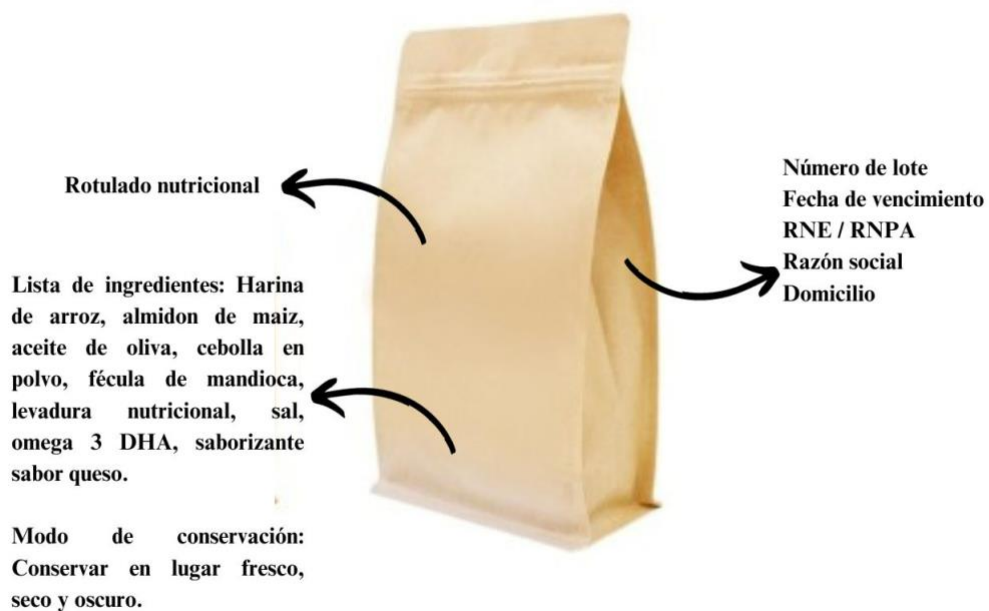 Rotulado nutricional
Lista de ingredientes: Harina
de arroz, almidon de maiz,
aceite de oliva, cebolla en
polvo, fécula de mandioca,
levadura nutricional, sal,
omega 3 DHA, saborizante
sabor queso.
Modo de conservación:
Conservar en lugar fresco,
seco y oscuro.
Número de lote
Fecha de vencimiento
RNE / RNPA
Razón social
Domicilio